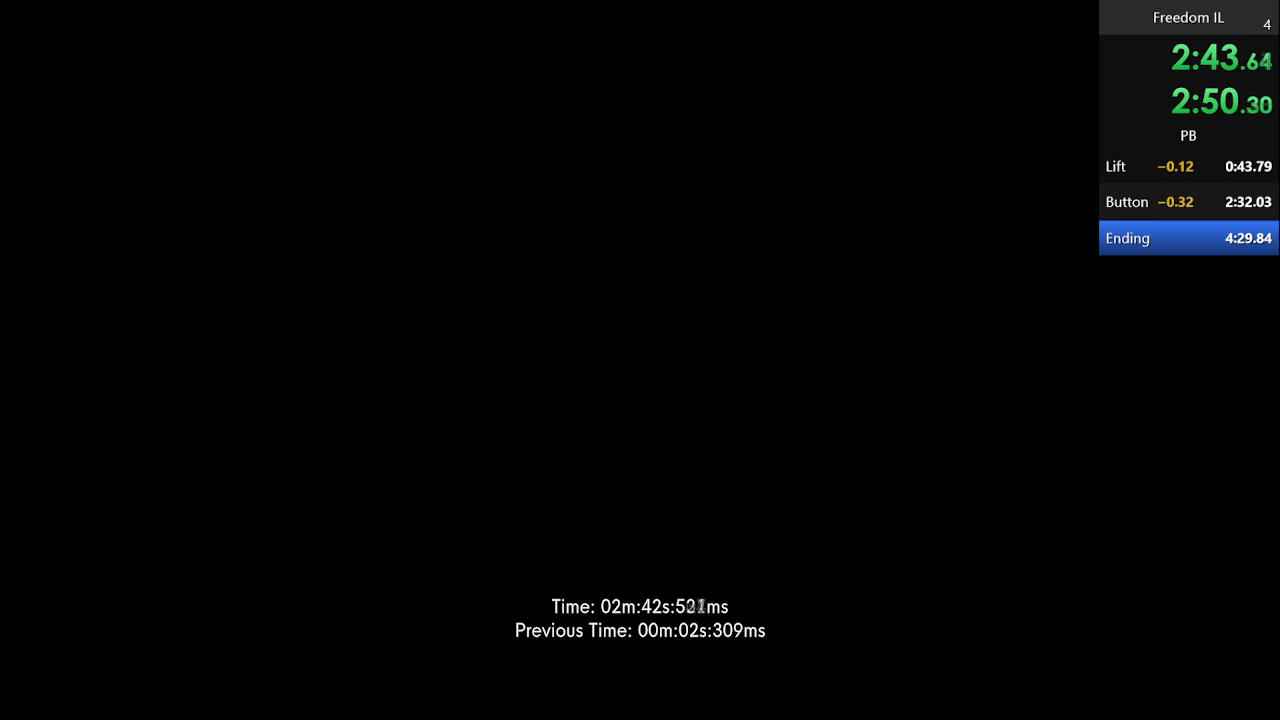 Freedom IL
4
2:43.64
2:50.30
PB
Lift −0.12 0:43.79
Button −0.32 2:32.03
Ending 4:29.84
Previous Time: 00m:02s:309ms